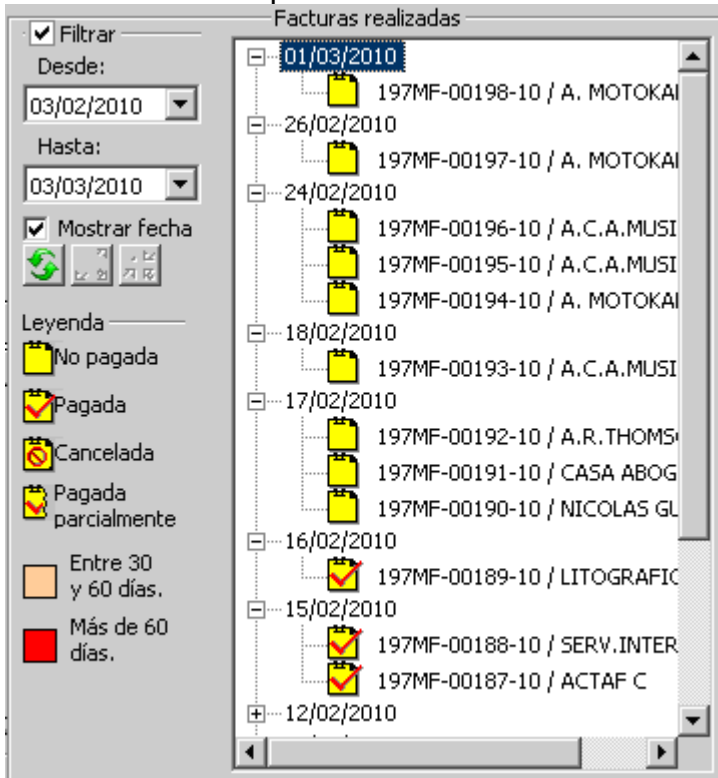 Facturas realizadas
Filtrar
Desde:
03/02/2010
Hasta:
03/03/2010
Mostrar fecha
Leyenda
No pagada
Pagada
Cancelada
Pagada
parcialmente
Entre 30
y 60 días.
Más de 60
días.
01/03/2010
197MF-00198-10 / A. MOTOKAI
26/02/2010
197MF-00197-10 / A. MOTOKAI
24/02/2010
197MF-00196-10 / A.C.A.MUSI
197MF-00195-10 / A.C.A.MUSI
197MF-00194-10 / A. MOTOKAI
18/02/2010
197MF-00193-10 / A.C.A.MUSI
17/02/2010
197MF-00192-10 / A.R.THOMS
197MF-00191-10 / CASA ABOG
197MF-00190-10 / NICOLAS GL
16/02/2010
197MF-00189-10 / LITOGRAFIC
15/02/2010
197MF-00188-10 / SERV.INTER
197MF-00187-10 / ACTAF C
12/02/2010